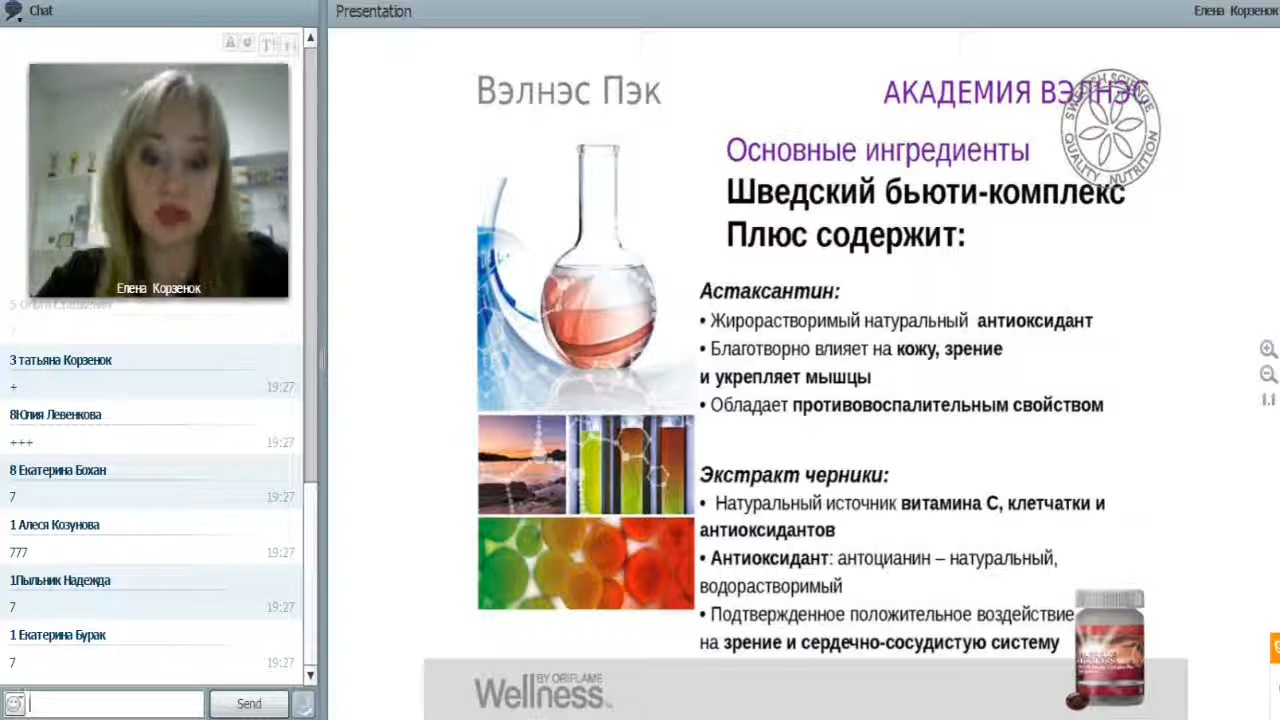 Chat
Presentation
Елена Корзенок
Елена Корзенок
3 татьяна Корзенок
+
19:27
8Юлия Левенкова
+++
19:27
8 Екатерина Бохан
7
19:27
1 Алеся Козунова
777
19:27
1Пыльник Надежда
7
19:27
1 Екатерина Бурак
7
19:27
Send
Вэлнэс Пэк
АКАДЕМИЯ ВЭЛНЭС
SWEDISH SCIENCE
QUALITY NUTRITION
Основные ингредиенты
Шведский бьюти-комплекс
Плюс содержит:
Астаксантин:
• Жирорастворимый натуральный антиоксидант
• Благотворно влияет на кожу, зрение
и укрепляет мышцы
• Обладает противовоспалительным свойством
Экстракт черники:
• Натуральный источник витамина С, клетчатки и
антиоксидантов
• Антиоксидант: антоцианин – натуральный,
водорастворимый
• Подтвержденное положительное воздействие
на зрение и сердечно-сосудистую систему
BY ORIFLAME
Wellness